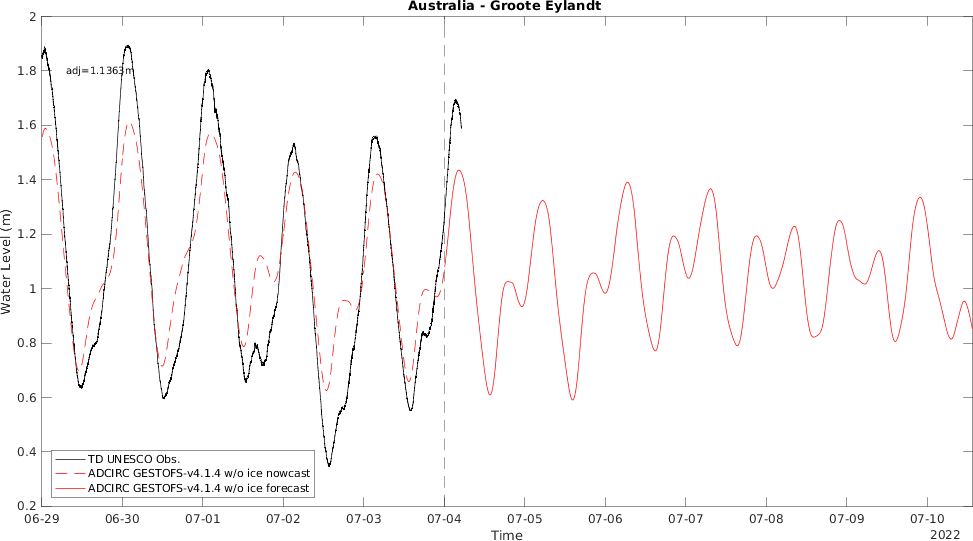 Australia - Groote Eylandt
adj=1.1363m
Water Level (m)
2
1.8
1.6
1.4
1.2
1
0.8
0.6
0.4
0.2
TD UNESCO Obs.
ADCIRC GESTOFS-v4.1.4 w/o ice nowcast
ADCIRC GESTOFS-v4.1.4 w/o ice forecast
06-29 06-30 07-01 07-02 07-03 07-04 07-05 07-06 07-07 07-08 07-09 07-10
Time
2022